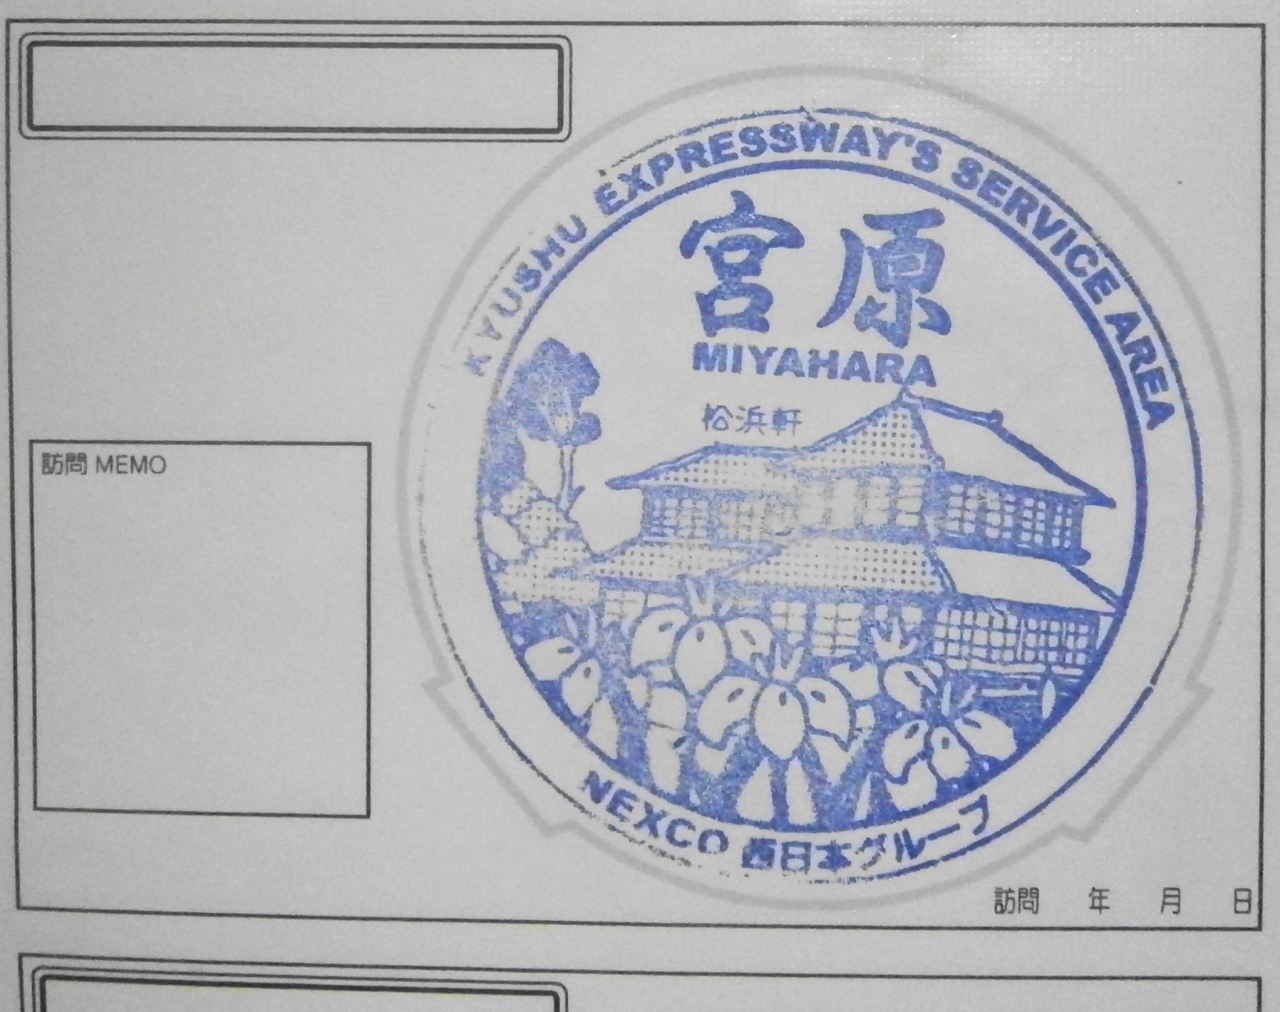 KYUSHU EXPRESSWAY'S SERVICE AREA
宮原
MIYAHARA
松浜軒
訪問 MEMO
NEXCO 西日本グループ
訪問 年 月 日